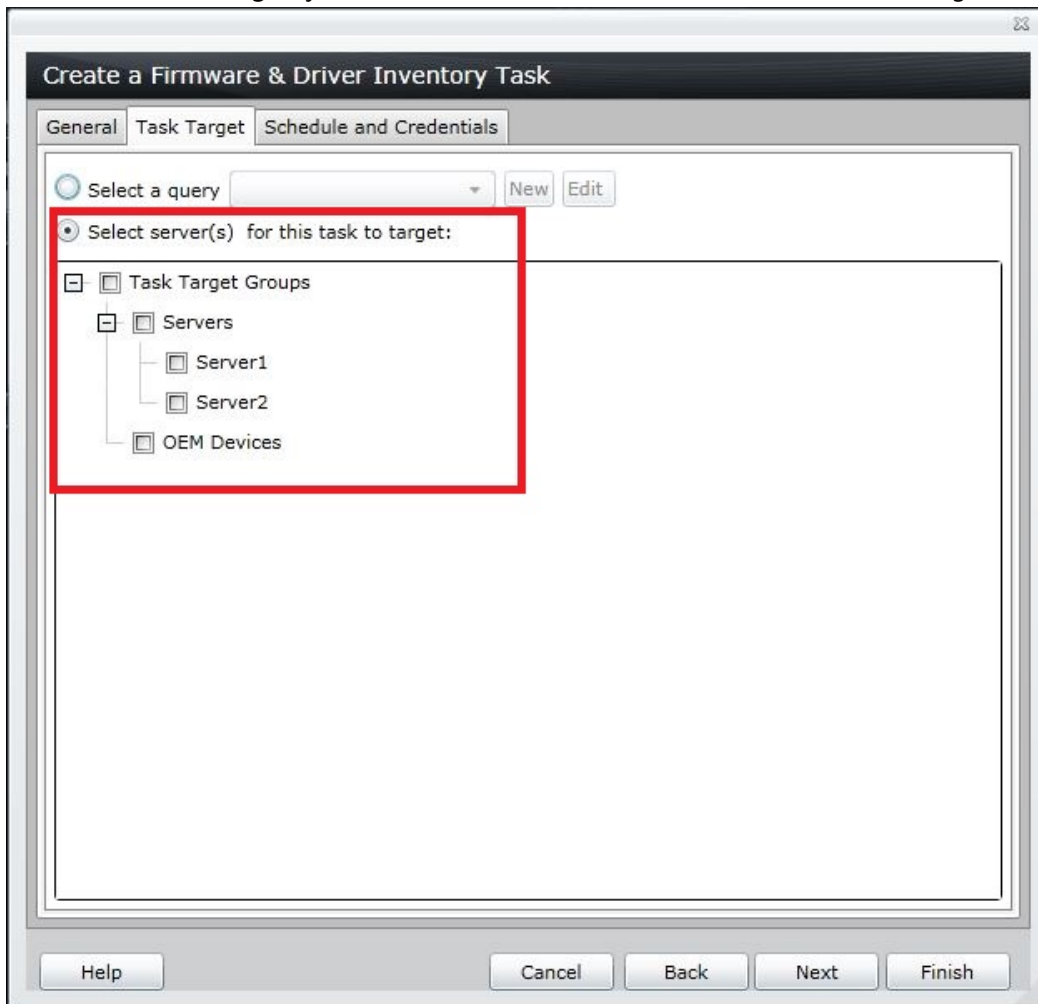 Create a Firmware & Driver Inventory Task
General Task Target Schedule and Credentials
Select a query New Edit
Select server(s) for this task to target:
Task Target Groups
Servers
Server1
Server2
OEM Devices
Help Cancel Back Next Finish